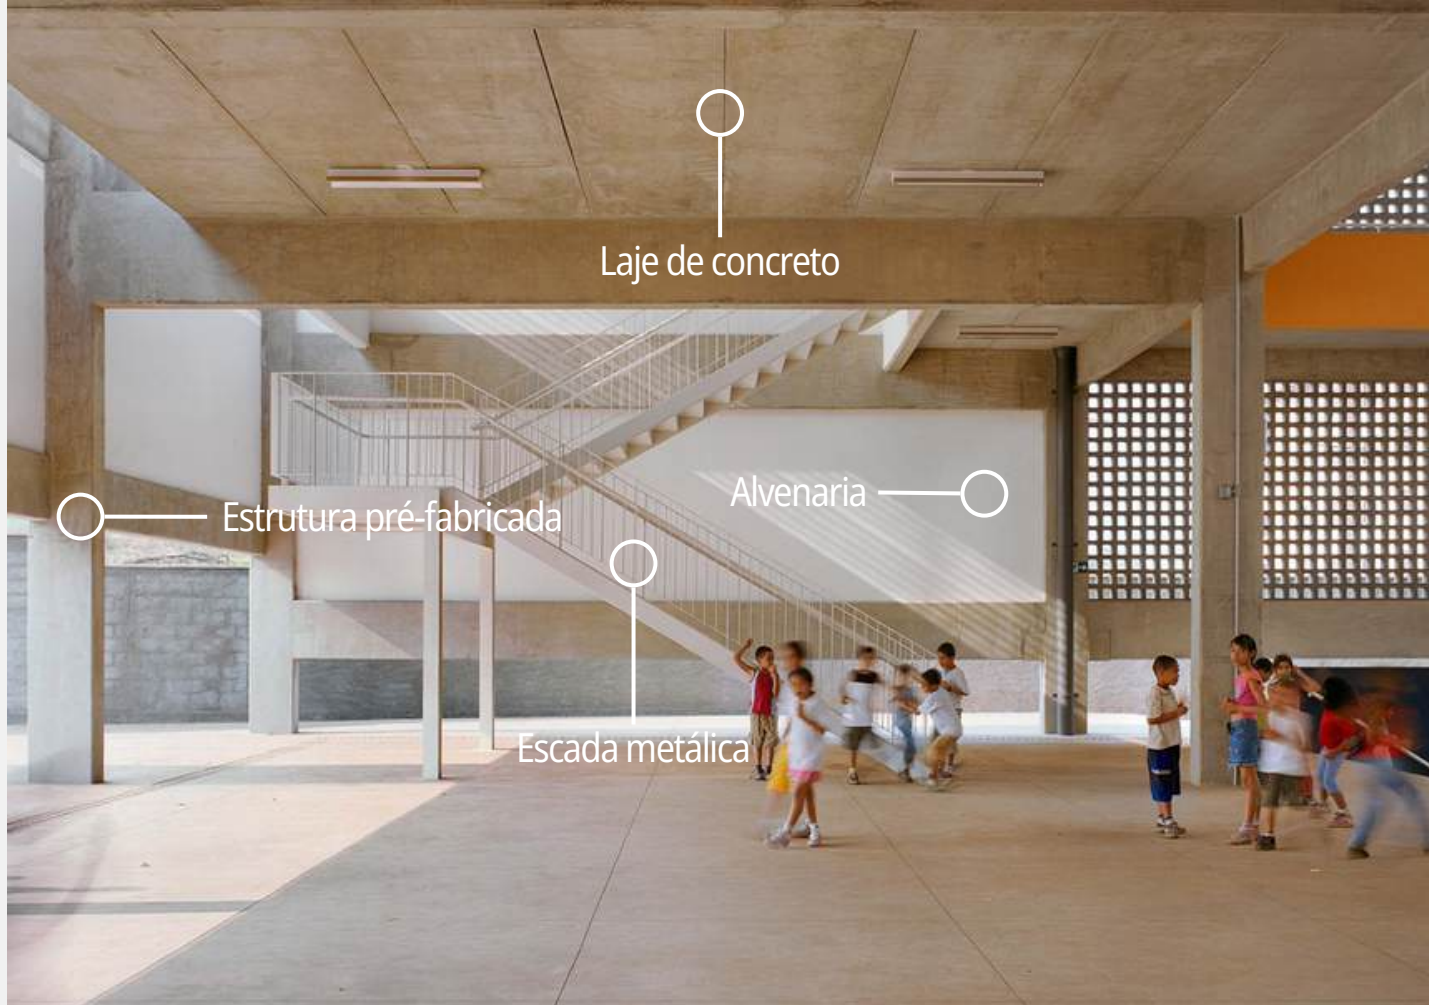 Laje de concreto
Alvenaria
Estrutura pré-fabricada
Escada metálica